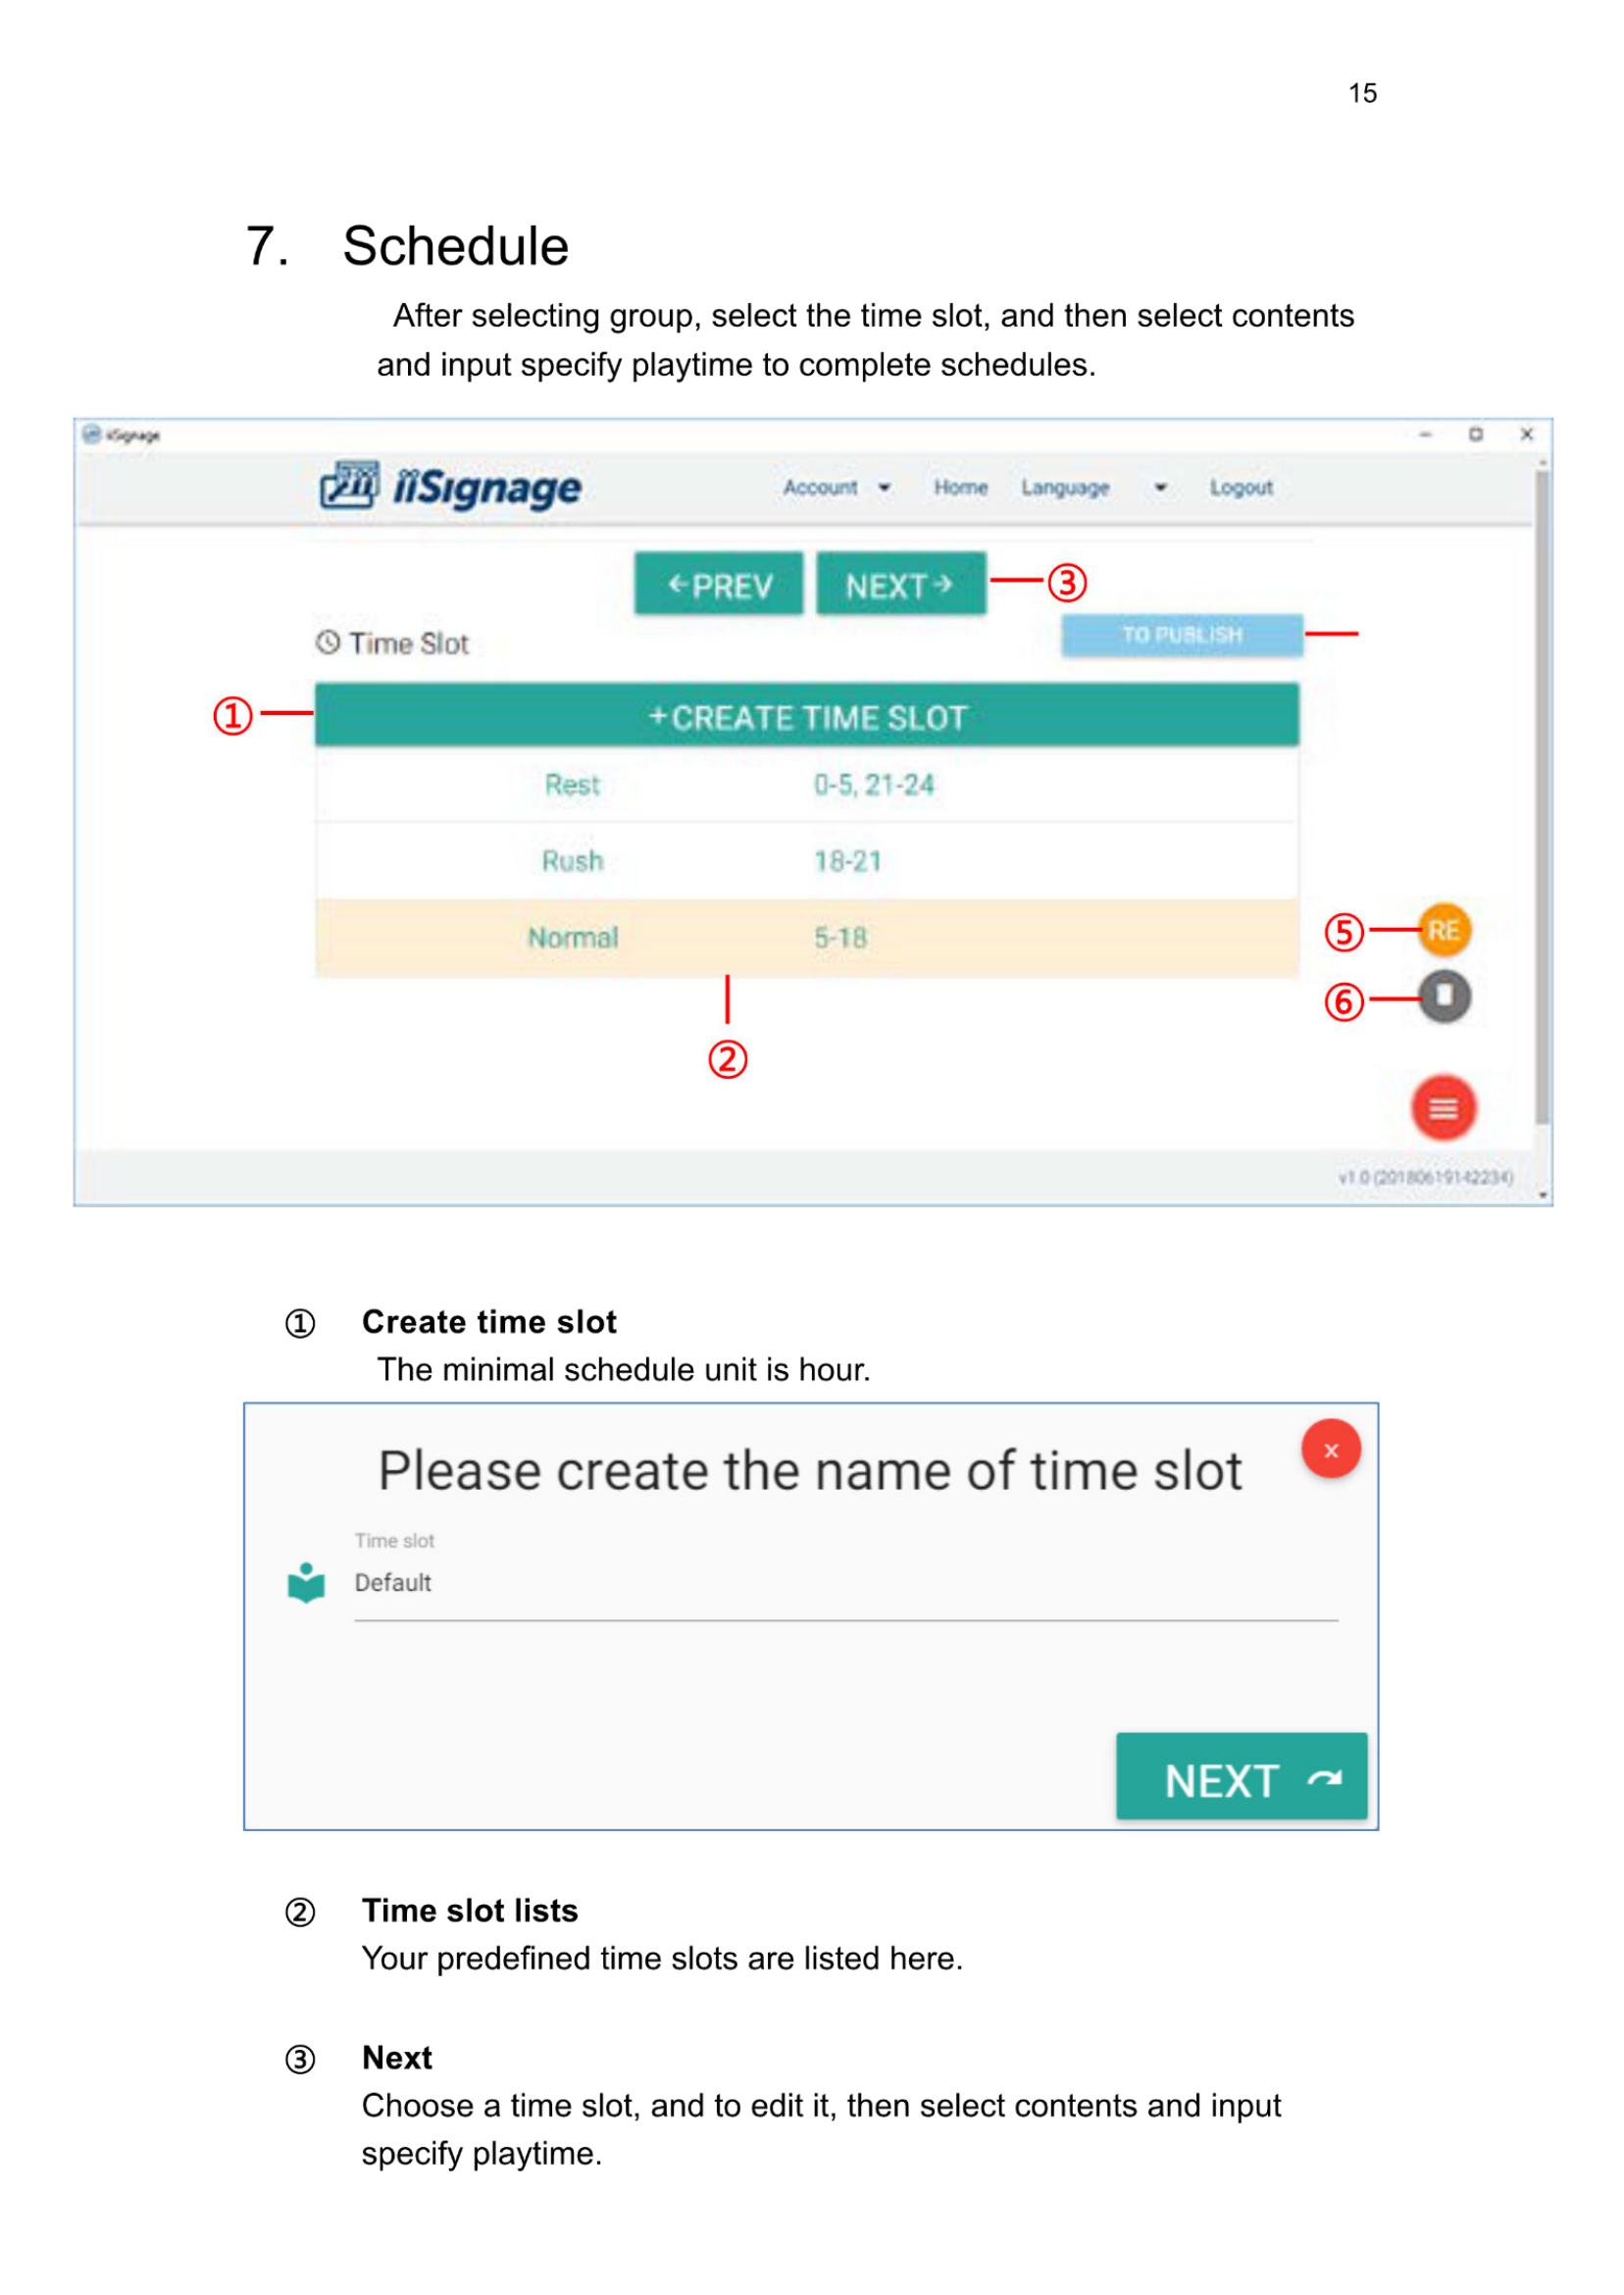 15
7. Schedule
After selecting group, select the time slot, and then select contents
and input specify playtime to complete schedules.
iiSignage
iiSignage Account Home Language Logout
←PREV NEXT→ ③
Time Slot TO PUBLISH
① +CREATE TIME SLOT
Rest 0-5, 21-24
Rush 18-21
Normal 5-18
⑤ RE
⑥
②
v1.0 (20180619142234)
① Create time slot
The minimal schedule unit is hour.
Please create the name of time slot x
Time slot
Default
NEXT
② Time slot lists
Your predefined time slots are listed here.
③ Next
Choose a time slot, and to edit it, then select contents and input
specify playtime.